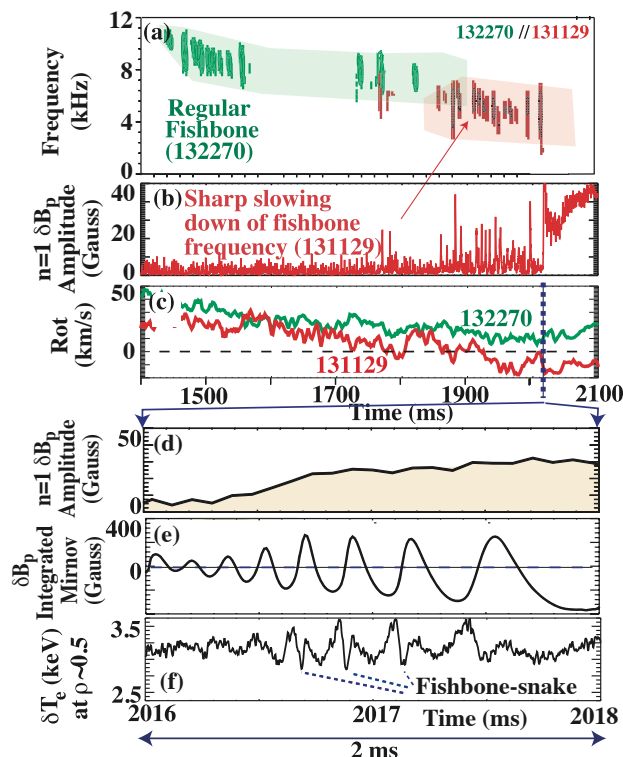 12
(a)
132270 //131129
8
Frequency
(kHz)
Regular
Fishbone
(132270)
4
0
40
(b)
Sharp slowing
down of fishbone
frequency (131129)
n=1 δBp
Amplitude
(Gauss)
20
0
50
(c)
132270
Rot
(km/s)
0
131129
1500
1700
1900
2100
Time (ms)
50
(d)
n=1 δBp
Amplitude
(Gauss)
0
400
(e)
δBp
Integrated
Mirnov
(Gauss)
0
3.5
δTe (keV)
at ρ~0.5
2.5
(f)
Fishbone-snake
2016
2017
Time (ms)
2018
2 ms